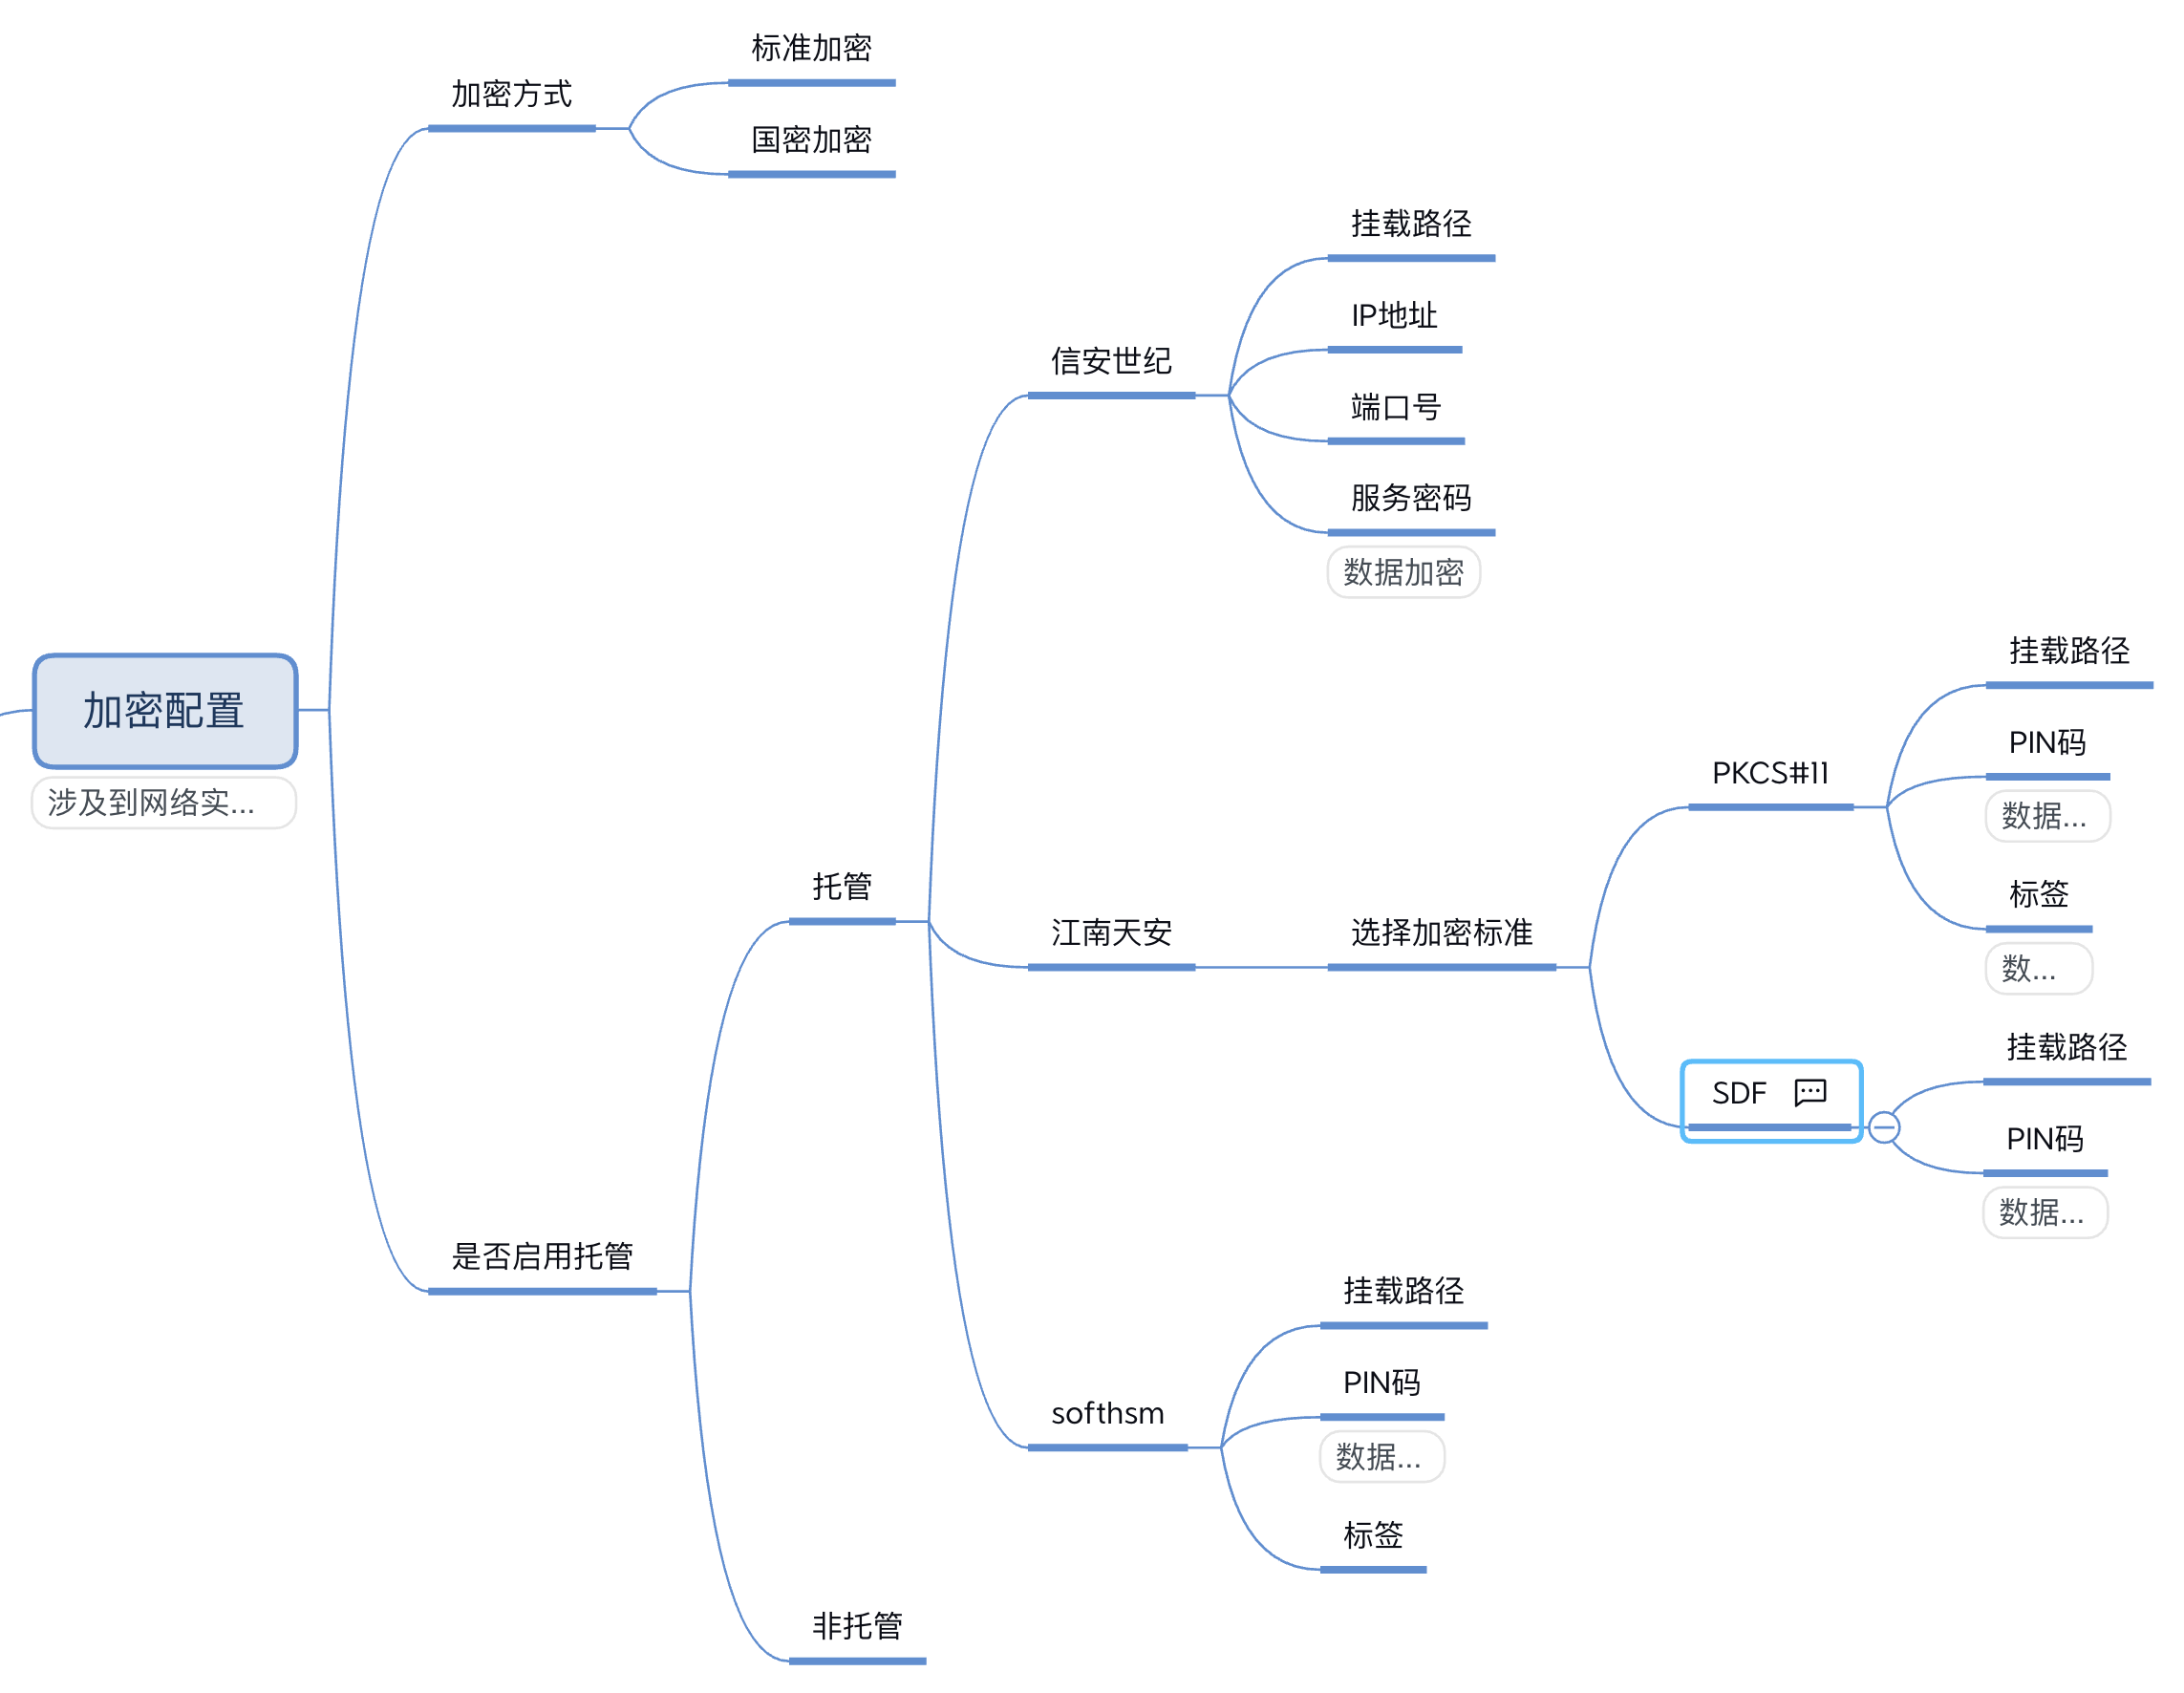 标准加密
加密方式
国密加密
挂载路径
IP地址
信安世纪
端口号
服务密码
数据加密
挂载路径
加密配置
PIN码
PKCS#11
涉及到网络实...
数据...
托管
标签
江南天安
选择加密标准
数...
挂载路径
SDF
PIN码
数据...
是否启用托管
挂载路径
PIN码
softhsm
数据...
标签
非托管